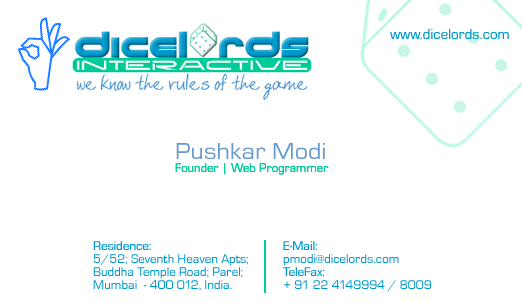 dicelords
INTERACTIVE
we know the rules of the game
www.dicelords.com
Pushkar Modi
Founder | Web Programmer
Residence:
5/52; Seventh Heaven Apts;
Buddha Temple Road; Parel;
Mumbai - 400 012, India.
E-Mail:
pmodi@dicelords.com
TeleFax:
+ 91 22 4149994 / 8009